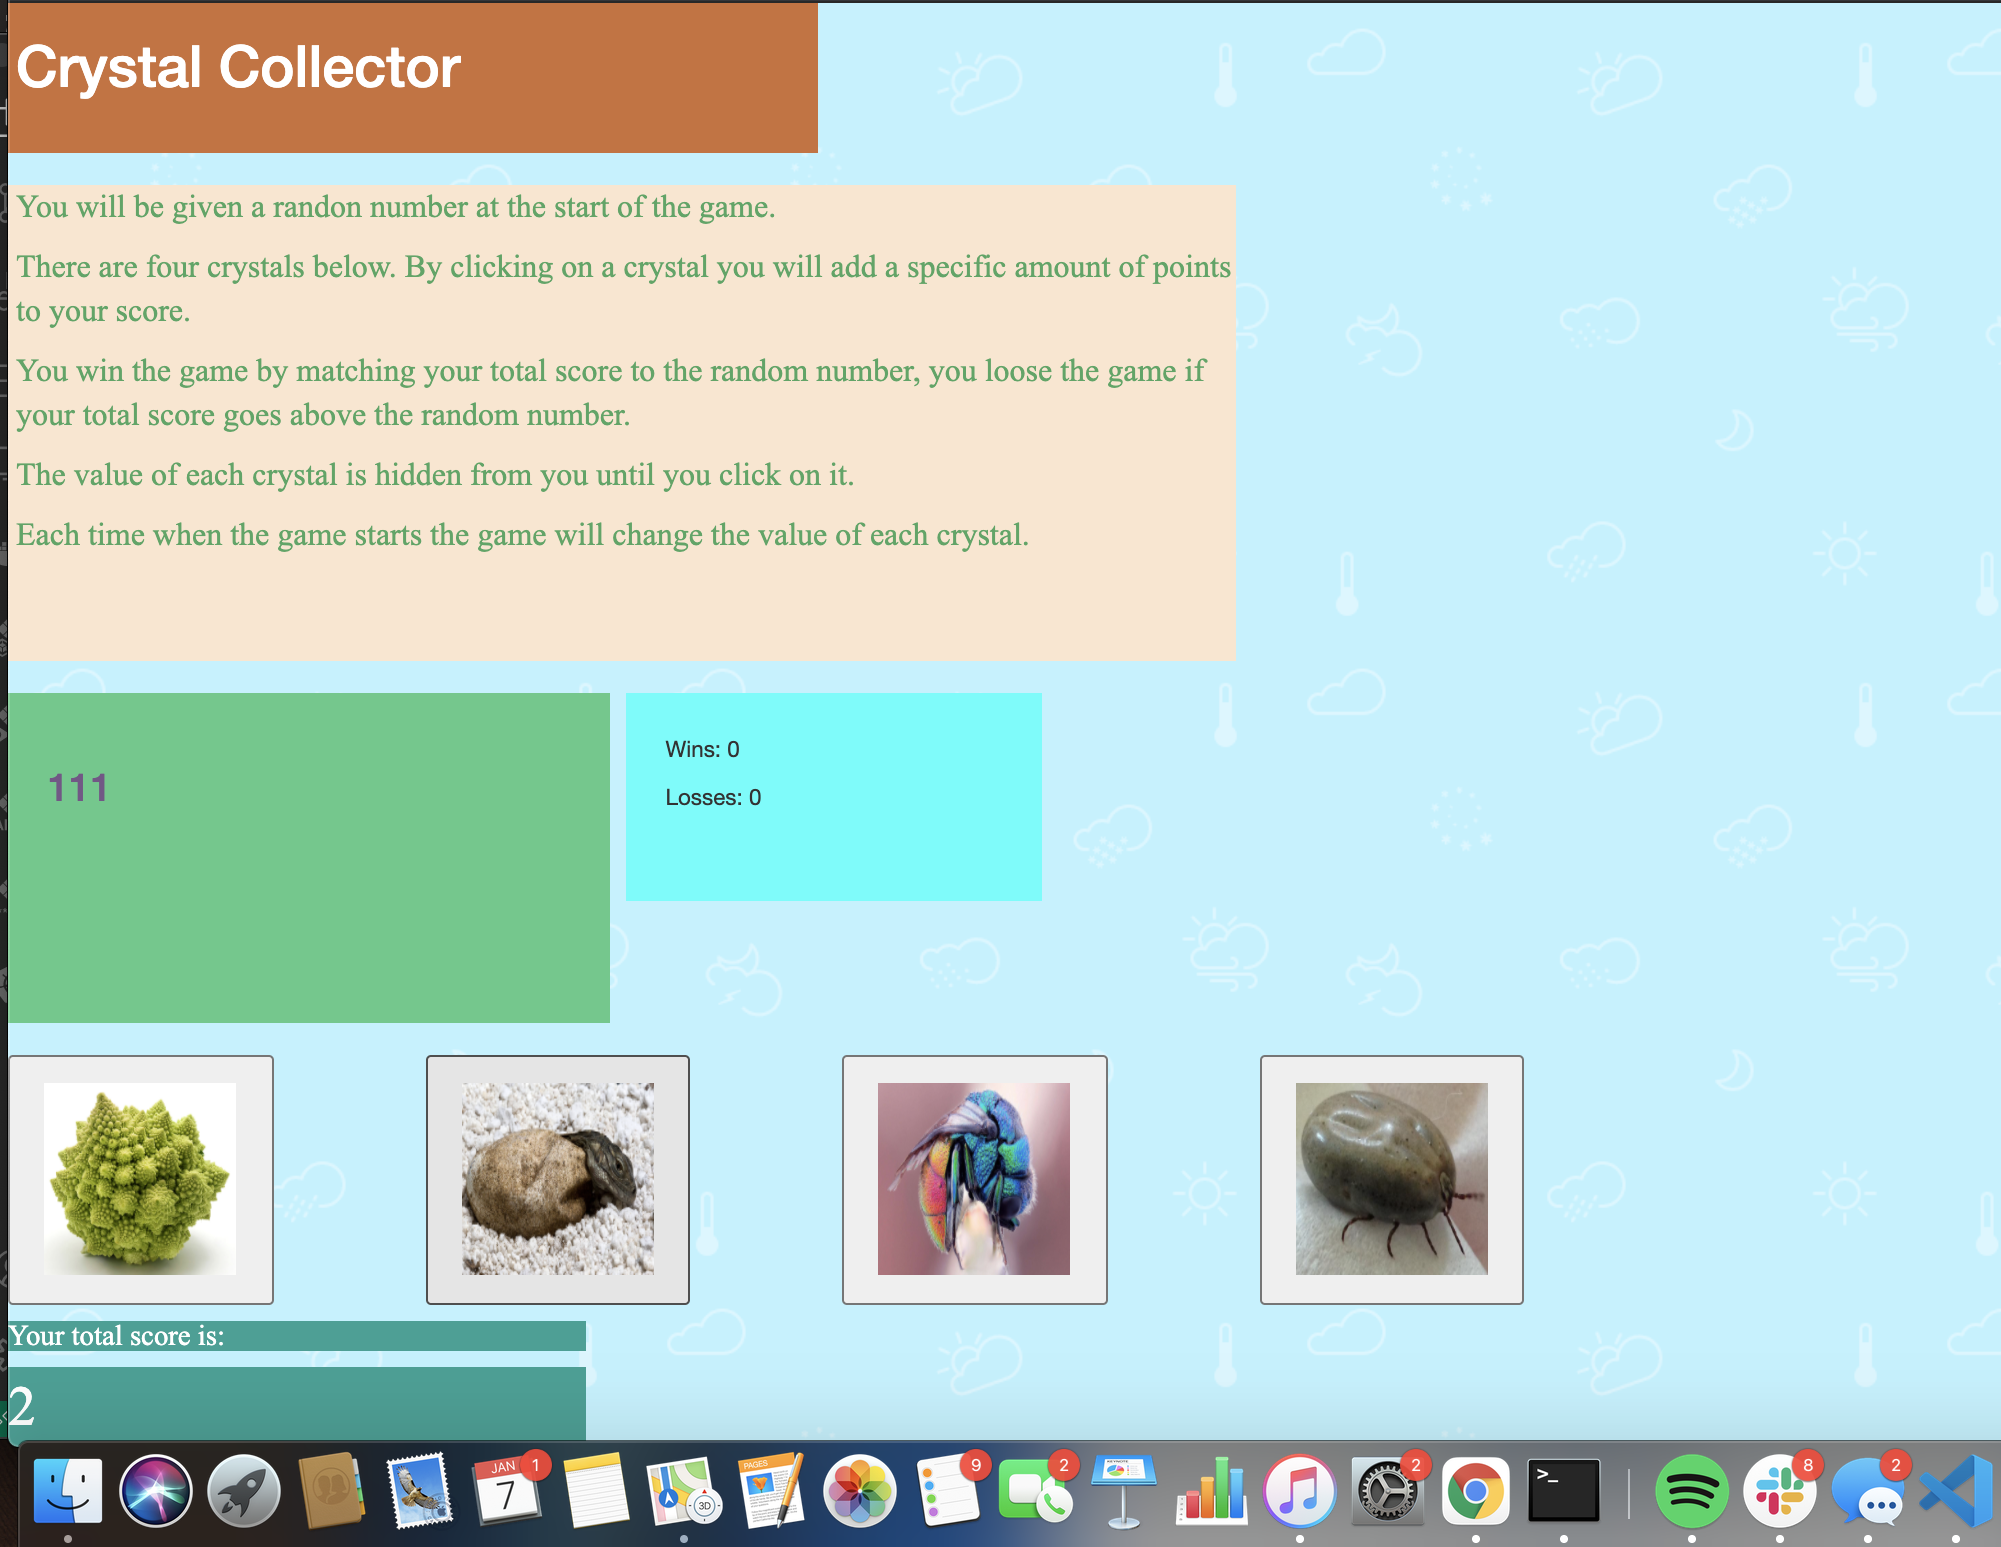 Crystal Collector
You will be given a randon number at the start of the game.
There are four crystals below. By clicking on a crystal you will add a specific amount of points
to your score.
You win the game by matching your total score to the random number, you loose the game if
your total score goes above the random number.
The value of each crystal is hidden from you until you click on it.
Each time when the game starts the game will change the value of each crystal.
111
Wins: 0
Losses: 0
Your total score is:
2
JAN
7
1
3D
PAGES
9
2
KEYNOTE
2
>_
8
2